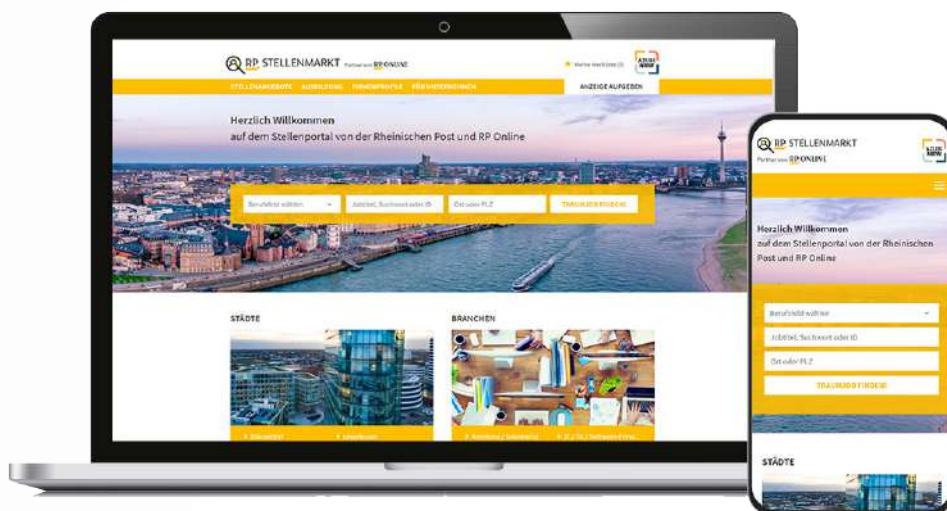 RP STELLENMARKT Partner von RP ONLINE
STELLENANGEBOTE AUSBILDUNG FIRMENPROFILE FÜR UNTERNEHMEN ANZEIGE AUFGEBEN
Herzlich Willkommen
auf dem Stellenportal von der Rheinischen Post und RP Online
Berufsfeld wählen Jobtitel, Suchwort oder ID Ort oder PLZ TRAUMJOB FINDEN!
STÄDTE BRANCHEN
RP STELLENMARKT
Partner von RP ONLINE
Herzlich Willkommen
auf dem Stellenportal von der Rheinischen
Post und RP Online
Berufsfeld wählen
Jobtitel, Suchwort oder ID
Ort oder PLZ
TRAUMJOB FINDEN!
STÄDTE